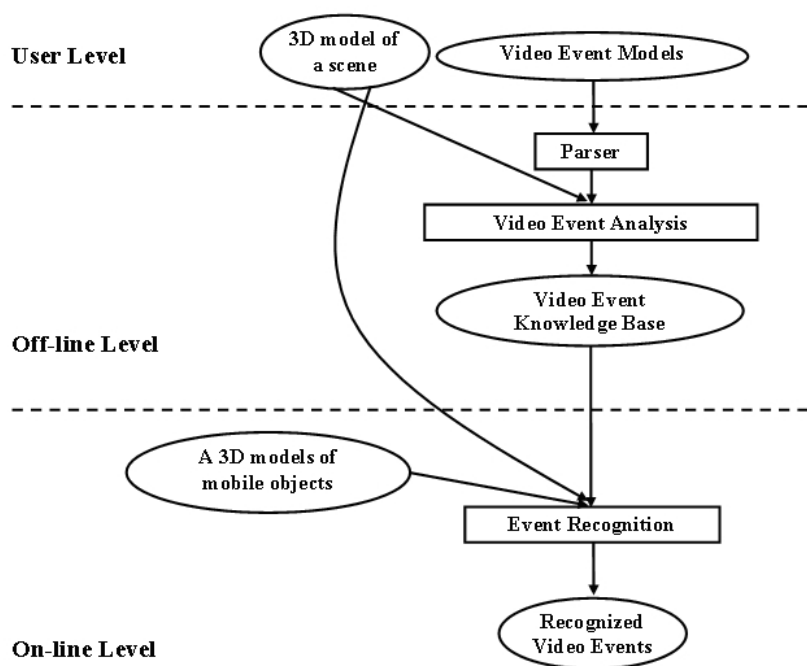 User Level
3D model of
a scene
Video Event Models
Parser
Video Event Analysis
Video Event
Knowledge Base
Off-line Level
A 3D models of
mobile objects
Event Recognition
Recognized
Video Events
On-line Level